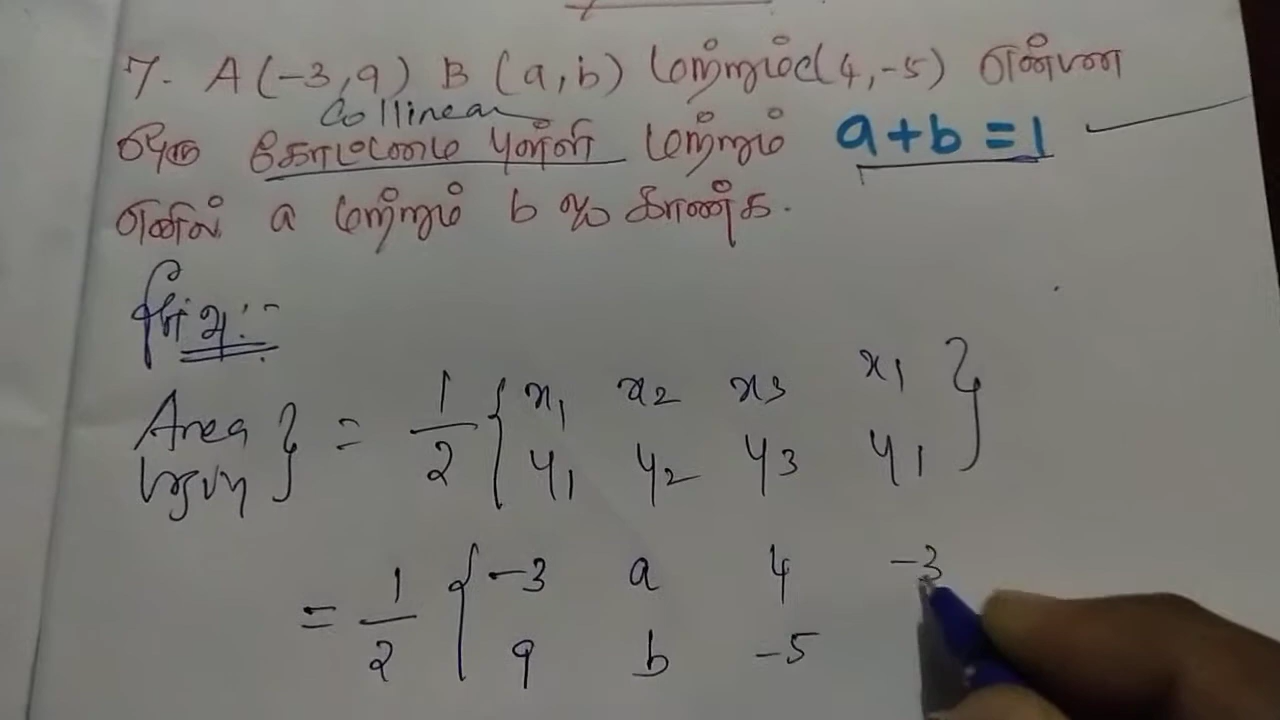 7. A(-3,9) B (a,b) மற்றும் C(4,-5) என்பன
Collinear
ஒரு கோடமை புள்ளி மற்றும் a+b=1
எனில் a மற்றும் b ஐ காண்க.
தீர்வு:-
Area } = 1/2 { x1 x2 x3 x1 }
பரப்பு y1 y2 y3 y1
= 1/2 { -3 a 4 -3
9 b -5